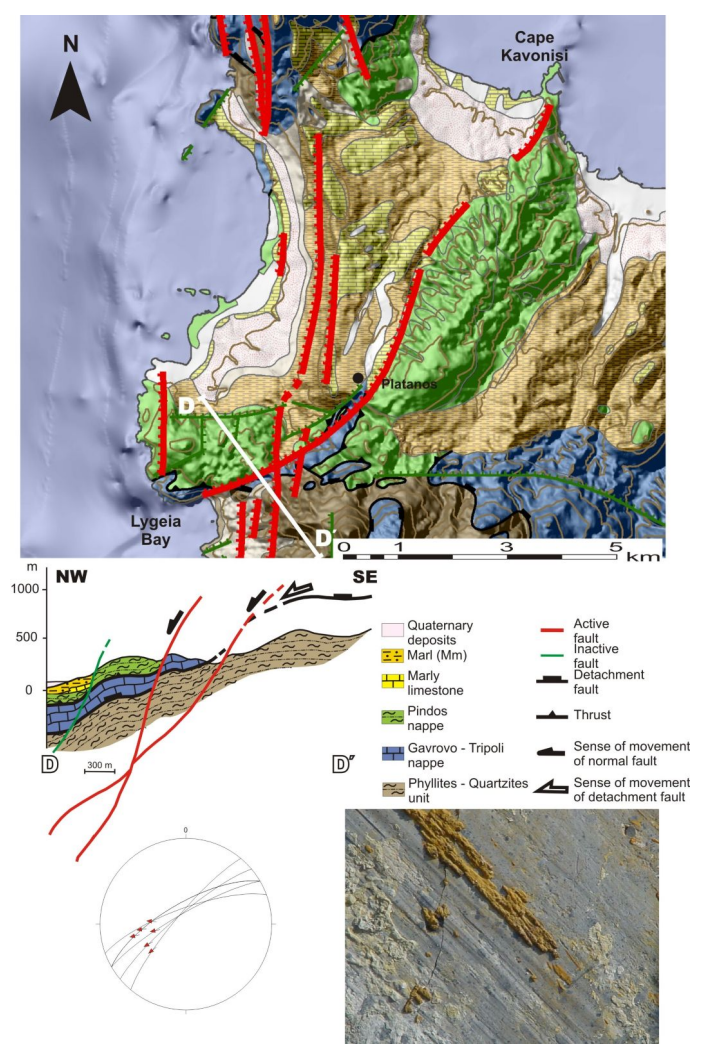 N
Cape
Kavonisi
Platanos
D
D
Lygeia
Bay
0 1 3 5
km
m
NW
SE
1000
500
0
D
300 m
D'
Quaternary
deposits
Marl (Mm)
Marly
limestone
Pindos
nappe
Gavrovo - Tripoli
nappe
Phyllites - Quartzites
unit
Active
fault
Inactive
fault
Detachment
fault
Thrust
Sense of movement
of normal fault
Sense of movement
of detachment fault
0